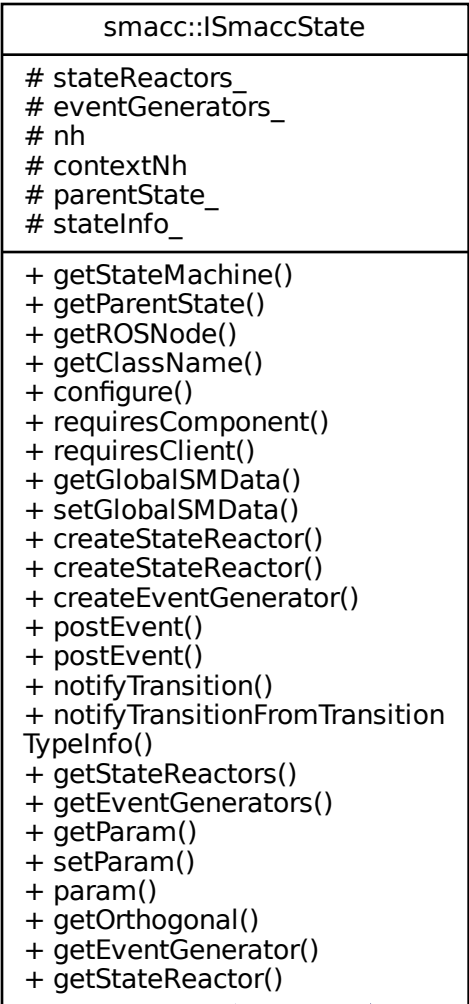 smacc::ISmaccState
# stateReactors_
# eventGenerators_
# nh
# contextNh
# parentState_
# stateInfo_
+ getStateMachine()
+ getParentState()
+ getROSNode()
+ getClassName()
+ configure()
+ requiresComponent()
+ requiresClient()
+ getGlobalSMData()
+ setGlobalSMData()
+ createStateReactor()
+ createStateReactor()
+ createEventGenerator()
+ postEvent()
+ postEvent()
+ notifyTransition()
+ notifyTransitionFromTransition
TypeInfo()
+ getStateReactors()
+ getEventGenerators()
+ getParam()
+ setParam()
+ param()
+ getOrthogonal()
+ getEventGenerator()
+ getStateReactor()